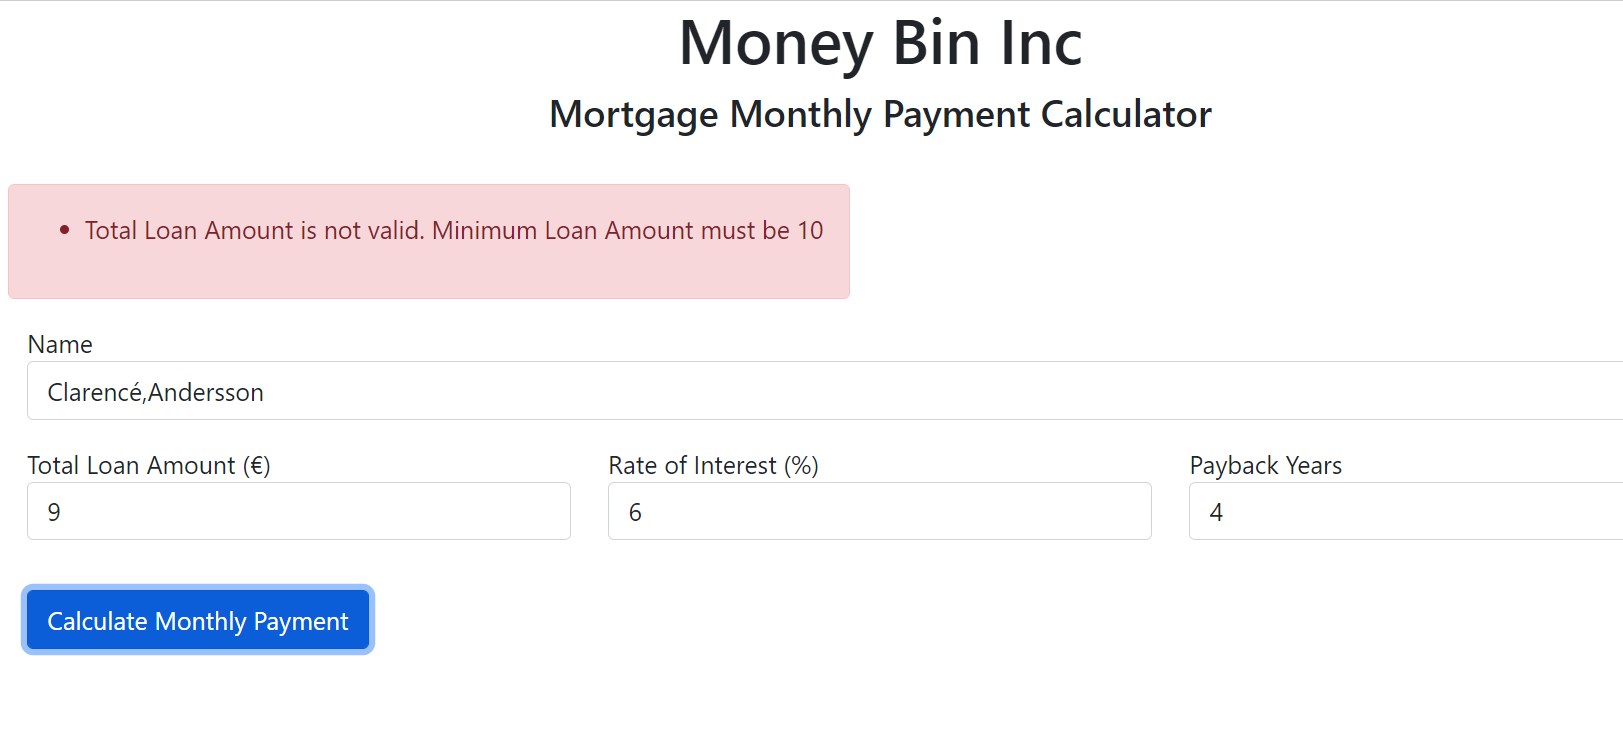 Money Bin Inc
Mortgage Monthly Payment Calculator
• Total Loan Amount is not valid. Minimum Loan Amount must be 10
Name
Clarencé,Andersson
Total Loan Amount (€) Rate of Interest (%) Payback Years
9 6 4
Calculate Monthly Payment